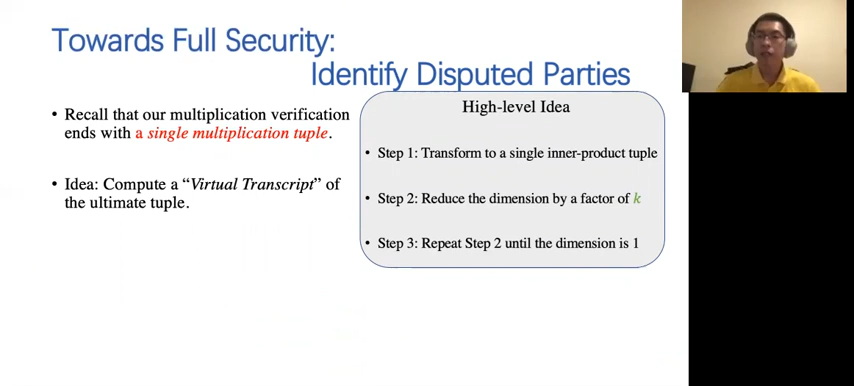 Towards Full Security:
Identify Disputed Parties
• Recall that our multiplication verification
ends with a single multiplication tuple.
• Idea: Compute a “Virtual Transcript” of
the ultimate tuple.
High-level Idea
• Step 1: Transform to a single inner-product tuple
• Step 2: Reduce the dimension by a factor of k
• Step 3: Repeat Step 2 until the dimension is 1